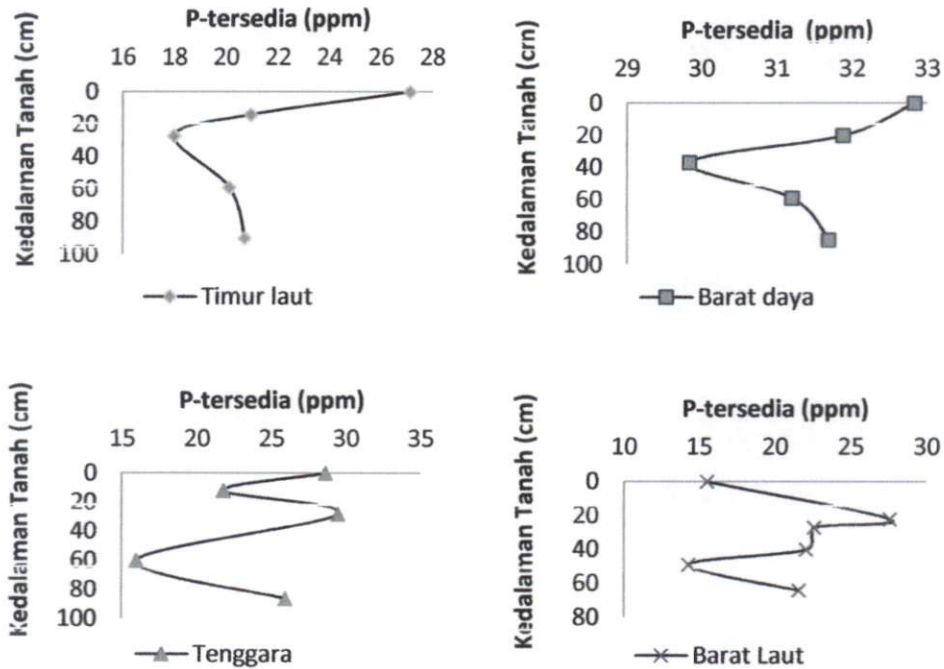 P-tersedia (ppm)
16 18 20 22 24 26 28
Kedalaman Tanah (cm)
0
20
40
60
80
100
Timur laut
P-tersedia (ppm)
29 30 31 32 33
Kedalaman Tanah (crn)
0
20
40
60
80
100
Barat daya
P-tersedia (ppm)
15 20 25 30 35
Kedalaman Tanah (cm)
0
20
40
60
80
100
Tenggara
P-tersedia (ppm)
10 15 20 25 30
Kedalaman Tanah (cm)
0
20
40
60
80
Barat Laut